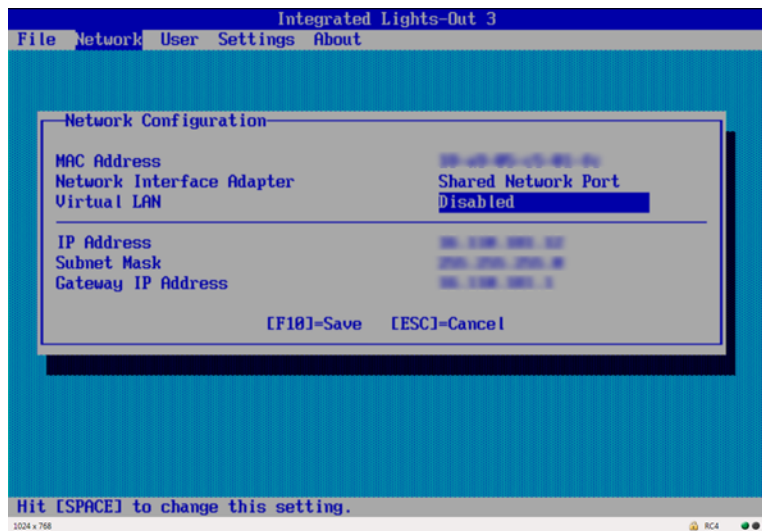 Integrated Lights-Out 3
File Network User Settings About
Network Configuration
MAC Address
Network Interface Adapter Shared Network Port
Virtual LAN Disabled
IP Address
Subnet Mask
Gateway IP Address
[F10]=Save [ESC]=Cancel
Hit [SPACE] to change this setting.
1024 x 768 RC4